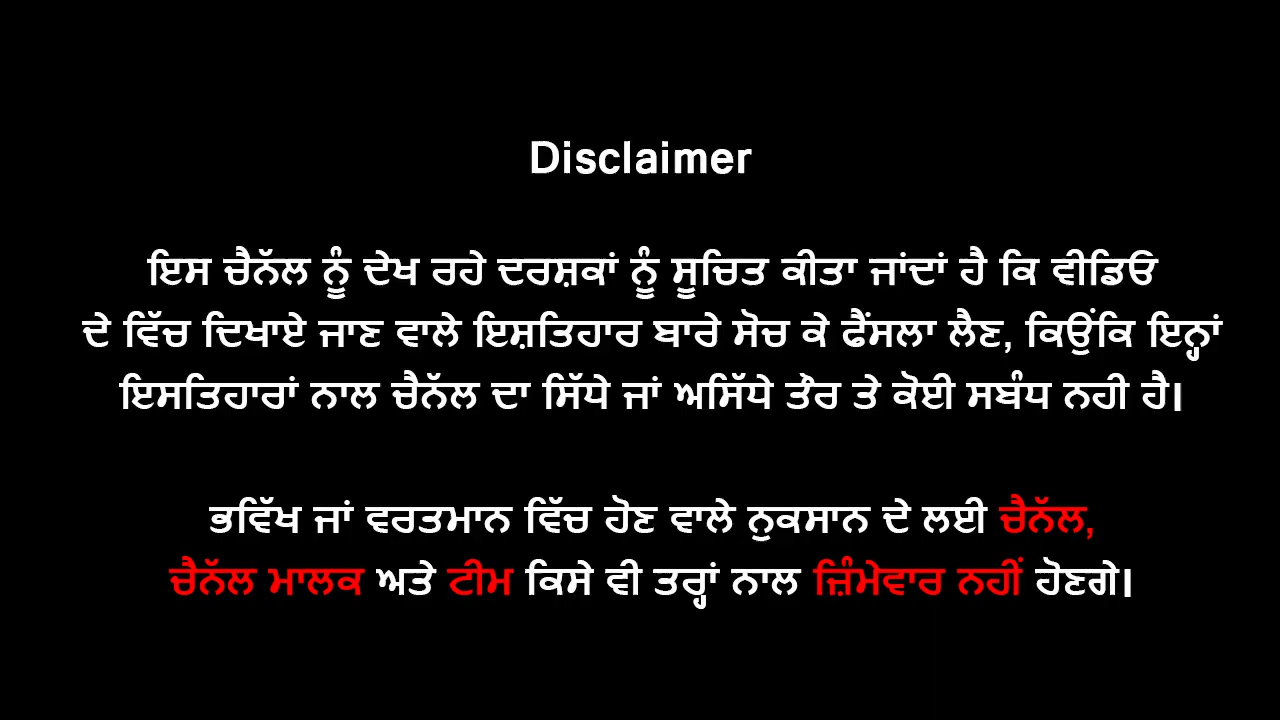 Disclaimer
ਇਸ ਚੈਨੱਲ ਨੂੰ ਦੇਖ ਰਹੇ ਦਰਸ਼ਕਾਂ ਨੂੰ ਸੂਚਿਤ ਕੀਤਾ ਜਾਂਦਾਂ ਹੈ ਕਿ ਵੀਡਿਓ
ਦੇ ਵਿੱਚ ਦਿਖਾਏ ਜਾਣ ਵਾਲੇ ਇਸ਼ਤਿਹਾਰ ਬਾਰੇ ਸੋਚ ਕੇ ਫੈਂਸਲਾ ਲੈਣ, ਕਿਉਂਕਿ ਇਨ੍ਹਾਂ
ਇਸਤਿਹਾਰਾਂ ਨਾਲ ਚੈਨੱਲ ਦਾ ਸਿੱਧੇ ਜਾਂ ਅਸਿੱਧੇ ਤੌਰ ਤੇ ਕੋਈ ਸਬੰਧ ਨਹੀ ਹੈ।
ਭਵਿੱਖ ਜਾਂ ਵਰਤਮਾਨ ਵਿੱਚ ਹੋਣ ਵਾਲੇ ਨੁਕਸਾਨ ਦੇ ਲਈ ਚੈਨੱਲ,
ਚੈਨੱਲ ਮਾਲਕ ਅਤੇ ਟੀਮ ਕਿਸੇ ਵੀ ਤਰ੍ਹਾਂ ਨਾਲ ਜ਼ਿੰਮੇਵਾਰ ਨਹੀਂ ਹੋਣਗੇ।